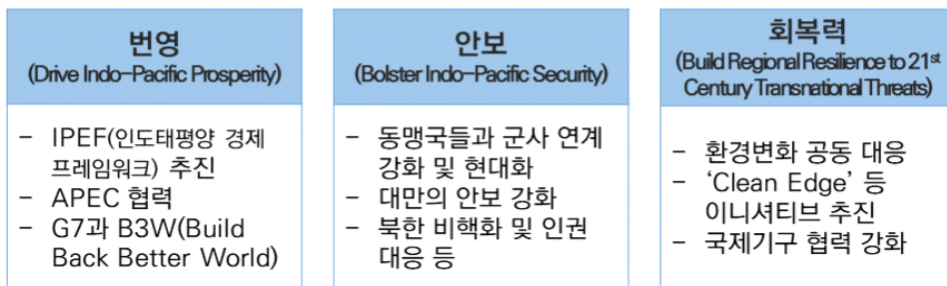 번영
(Drive Indo-Pacific Prosperity)
- IPEF(인도태평양 경제
프레임워크) 추진
- APEC 협력
- G7과 B3W(Build
Back Better World)
안보
(Bolster Indo-Pacific Security)
- 동맹국들과 군사 연계
강화 및 현대화
- 대만의 안보 강화
- 북한 비핵화 및 인권
대응 등
회복력
(Build Regional Resilience to 21st
Century Transnational Threats)
- 환경변화 공동 대응
- ‘Clean Edge’ 등
이니셔티브 추진
- 국제기구 협력 강화